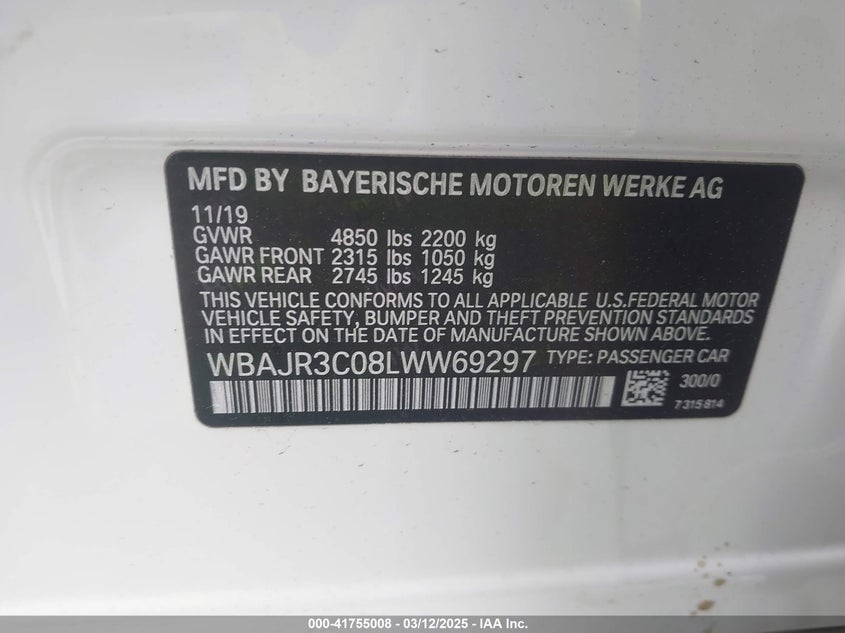 MFD BY BAYERISCHE MOTOREN WERKE AG
11/19
GVWR 4850 lbs 2200 kg
GAWR FRONT 2315 lbs 1050 kg
GAWR REAR 2745 lbs 1245 kg
THIS VEHICLE CONFORMS TO ALL APPLICABLE U.S.FEDERAL MOTOR
VEHICLE SAFETY, BUMPER AND THEFT PREVENTION STANDARDS
IN EFFECT ON THE DATE OF MANUFACTURE SHOWN ABOVE.
WBAJR3C08LWW69297 TYPE: PASSENGER CAR
300/0
7315814
000-41755008 - 03/12/2025 - IAA Inc.